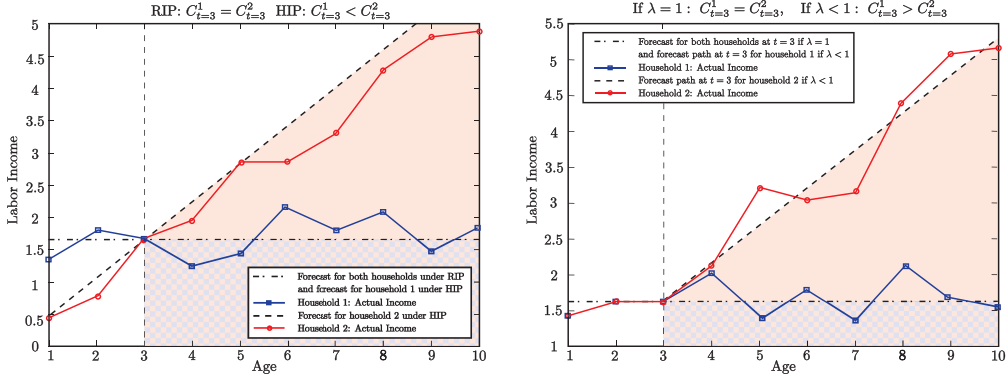 RIP: $C^1_{t=3} = C^2_{t=3}$ HIP: $C^1_{t=3} < C^2_{t=3}$
Labor Income
5
4.5
4
3.5
3
2.5
2
1.5
1
0.5
0
1 2 3 4 5 6 7 8 9 10
Age
Forecast for both households under RIP
and forecast for household 1 under HIP
Household 1: Actual Income
Forecast for household 2 under HIP
Household 2: Actual Income
If $\lambda = 1$ : $C^1_{t=3} = C^2_{t=3}$, If $\lambda < 1$ : $C^1_{t=3} > C^2_{t=3}$
Labor Income
5.5
5
4.5
4
3.5
3
2.5
2
1.5
1
1 2 3 4 5 6 7 8 9 10
Age
Forecast for both households at $t = 3$ if $\lambda = 1$
and forecast path at $t = 3$ for household 1 if $\lambda < 1$
Household 1: Actual Income
Forecast path at $t = 3$ for household 2 if $\lambda < 1$
Household 2: Actual Income